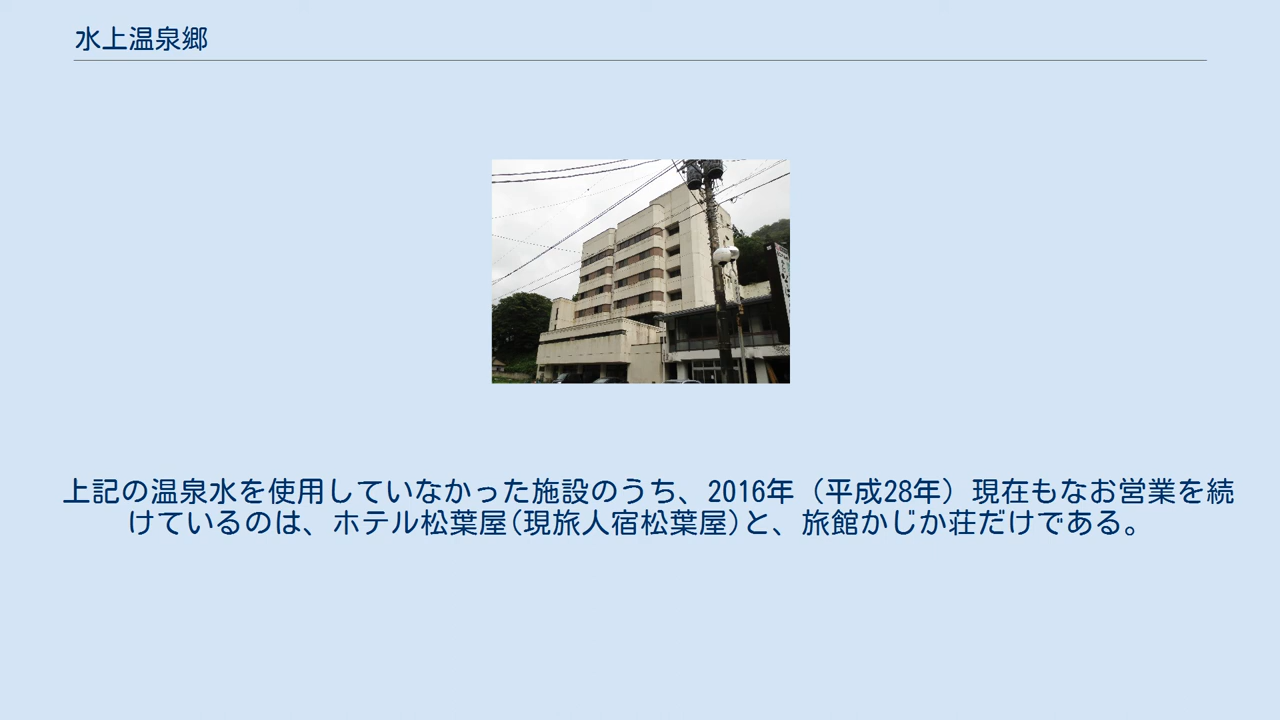 水上温泉郷
上記の温泉水を使用していなかった施設のうち、2016年（平成28年）現在もなお営業を続
けているのは、ホテル松葉屋(現旅人宿松葉屋)と、旅館かじか荘だけである。